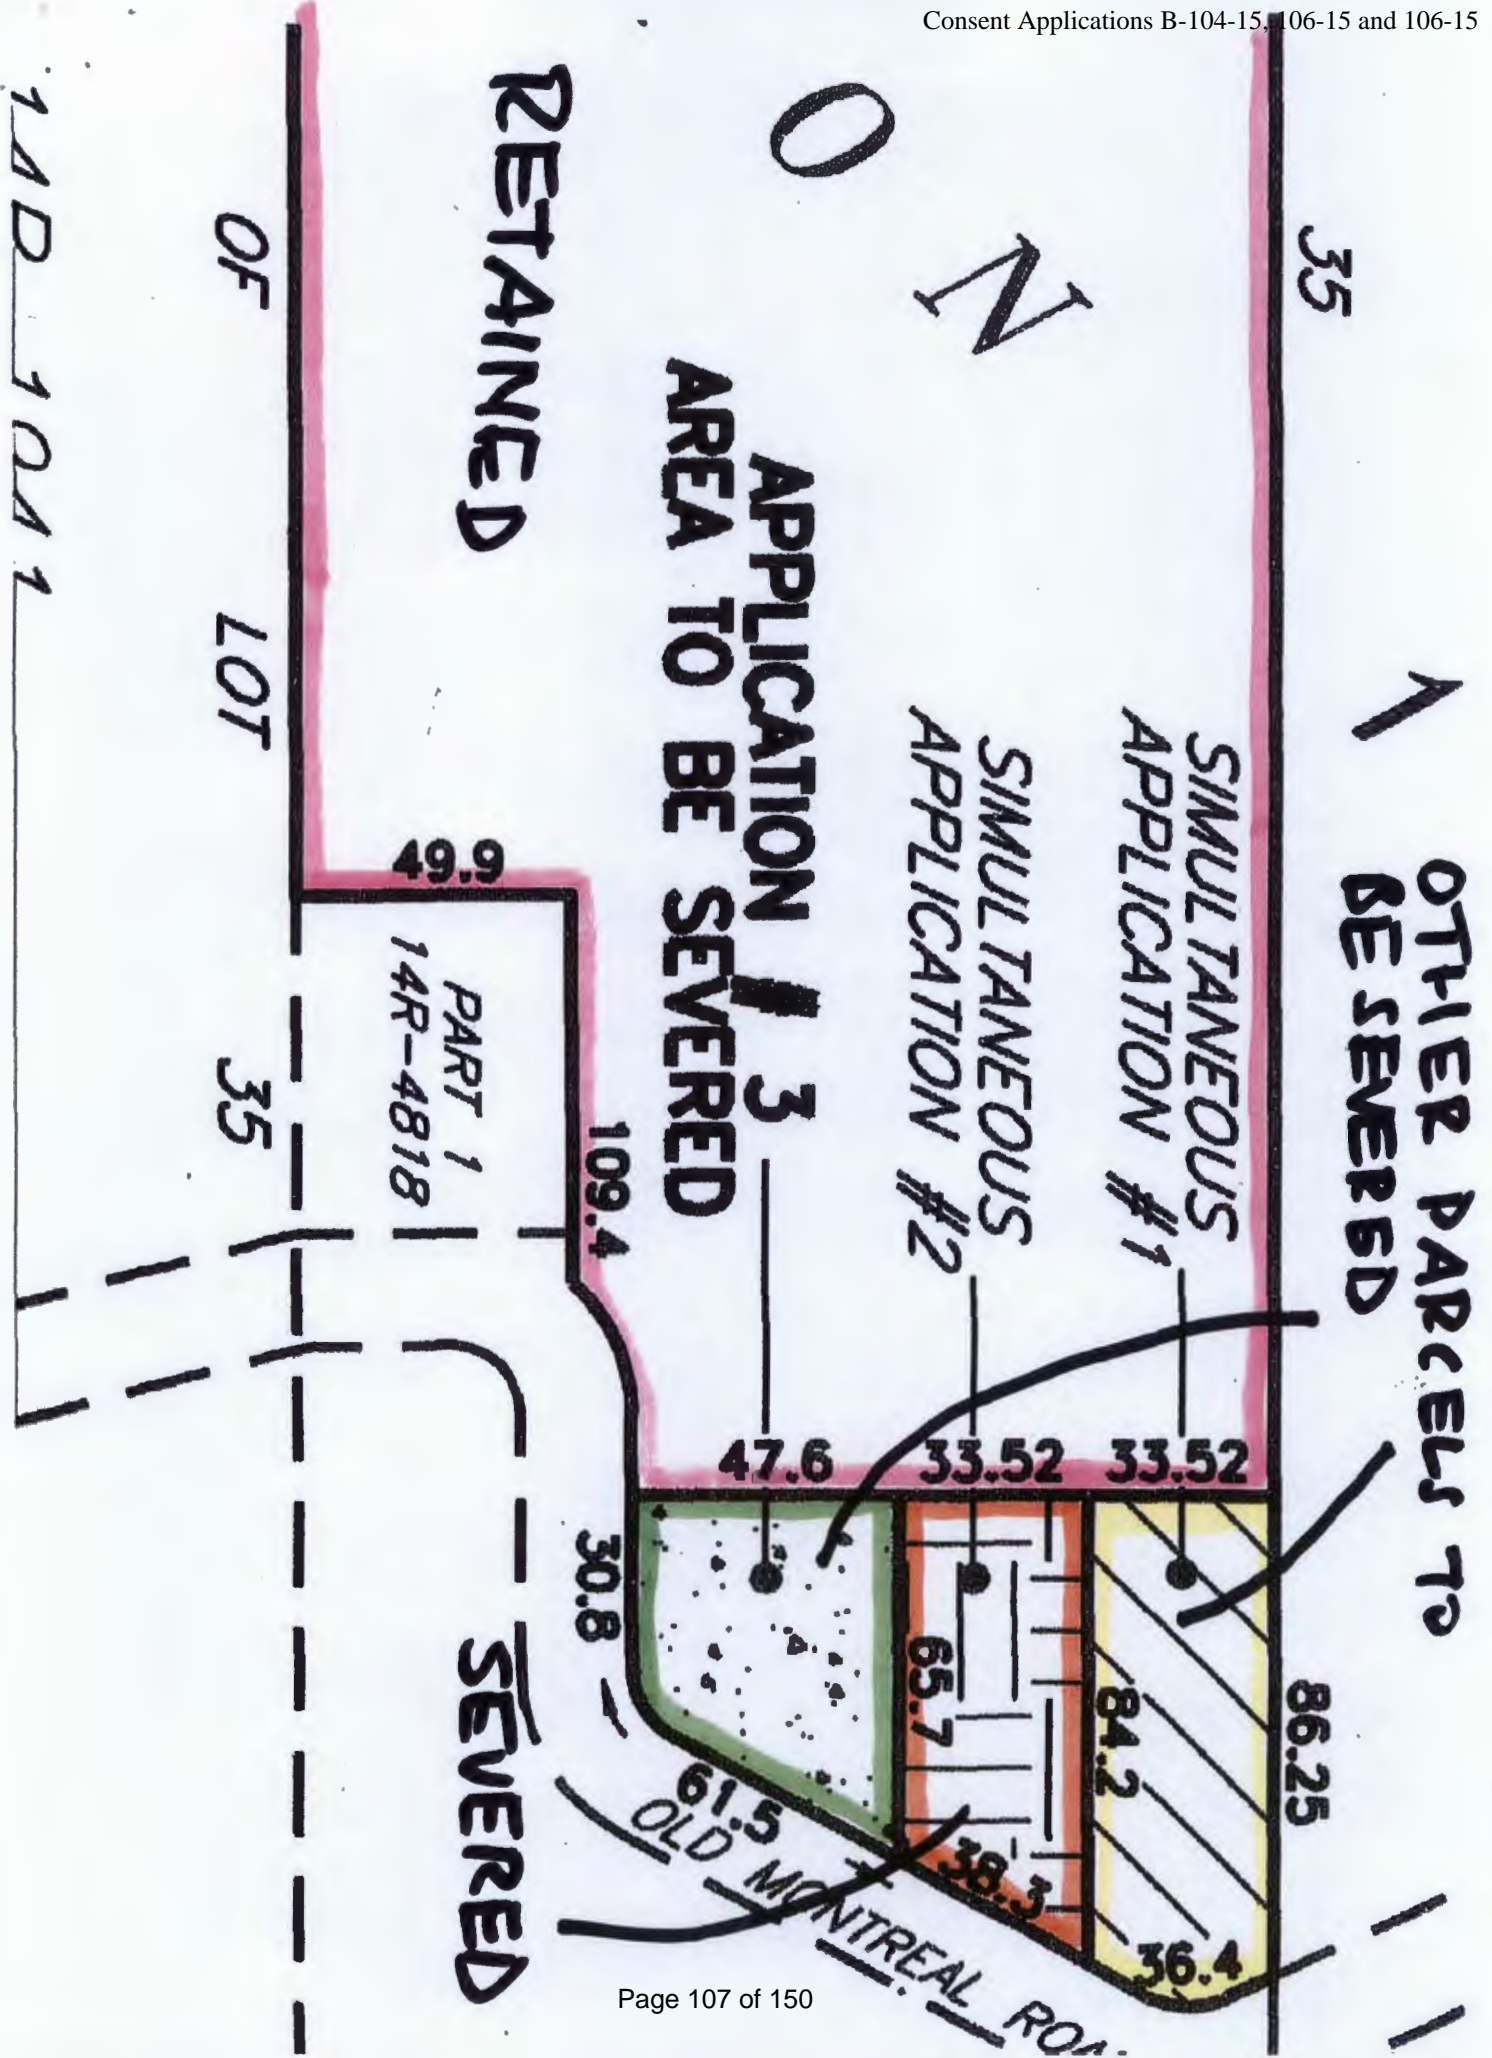 Consent Applications B-104-15, 106-15 and 106-15
35
1
OTHER PARCELS TO
BE SEVERED
O N
SIMULTANEOUS
APPLICATION #1
SIMULTANEOUS
APPLICATION #2
APPLICATION 3
AREA TO BE SEVERED
RETAINED
OF LOT 35
49.9
PART 1
14R-4818
109.4
47.6
33.52
33.52
30.8
65.7
84.2
86.25
61.5
38.3
36.4
OLD MONTREAL
SEVERED
Page 107 of 150